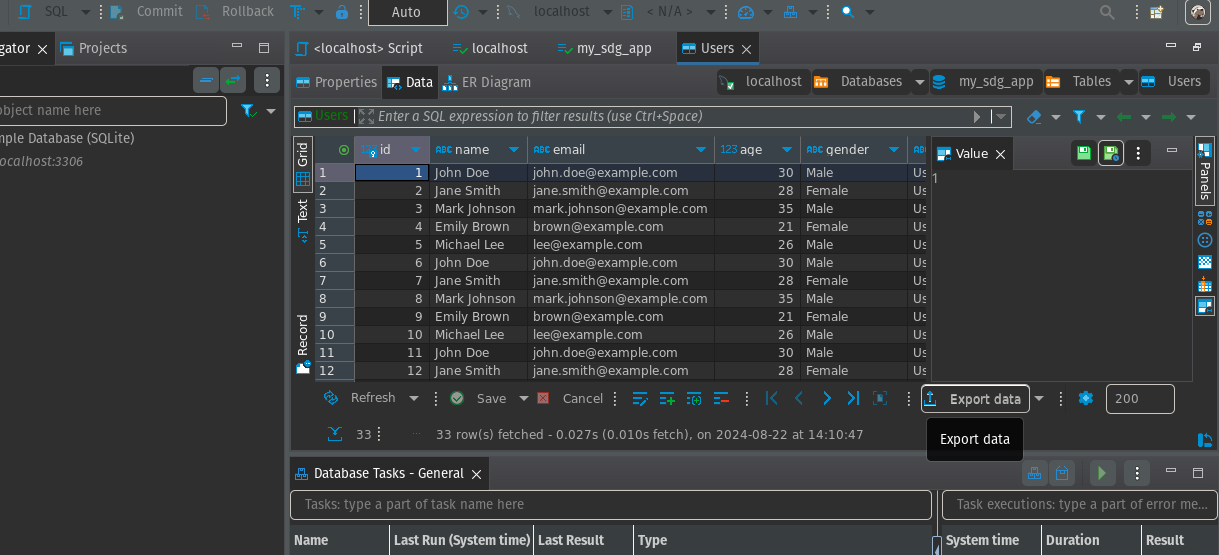 SQL Commit Rollback Auto localhost < N / A >
gator Projects
<localhost> Script localhost my_sdg_app Users
Properties Data ER Diagram localhost Databases my_sdg_app Tables Users
object name here
Users Enter a SQL expression to filter results (use Ctrl+Space)
mple Database (SQLite)
localhost:3306
Grid
Text
Record
123 id ABC name ABC email 123 age ABC gender ABC
1 1 John Doe john.doe@example.com 30 Male Us
2 2 Jane Smith jane.smith@example.com 28 Female Us
3 3 Mark Johnson mark.johnson@example.com 35 Male Us
4 4 Emily Brown brown@example.com 21 Female Us
5 5 Michael Lee lee@example.com 26 Male Us
6 6 John Doe john.doe@example.com 30 Male Us
7 7 Jane Smith jane.smith@example.com 28 Female Us
8 8 Mark Johnson mark.johnson@example.com 35 Male Us
9 9 Emily Brown brown@example.com 21 Female Us
10 10 Michael Lee lee@example.com 26 Male Us
11 11 John Doe john.doe@example.com 30 Male Us
12 12 Jane Smith jane.smith@example.com 28 Female Us
Value
1
Panels
Refresh Save Cancel Export data 200
33 33 row(s) fetched - 0.027s (0.010s fetch), on 2024-08-22 at 14:10:47
Export data
Database Tasks - General
Tasks: type a part of task name here Task executions: type a part of error me...
Name Last Run (System time) Last Result Type System time Duration Result